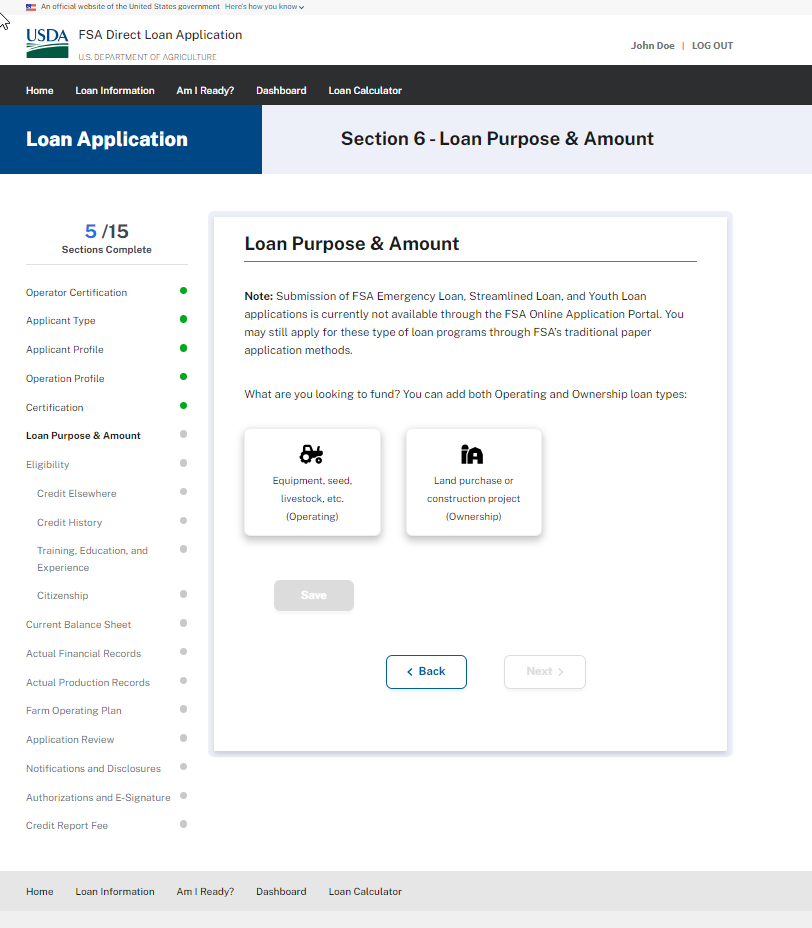 An official website of the United States government Here's how you know
USDA
FSA Direct Loan Application
U.S. DEPARTMENT OF AGRICULTURE
John Doe | LOG OUT
Home Loan Information Am I Ready? Dashboard Loan Calculator
Loan Application
Section 6 - Loan Purpose & Amount
5 /15
Sections Complete
Operator Certification
Applicant Type
Applicant Profile
Operation Profile
Certification
Loan Purpose & Amount
Eligibility
Credit Elsewhere
Credit History
Training, Education, and
Experience
Citizenship
Current Balance Sheet
Actual Financial Records
Actual Production Records
Farm Operating Plan
Application Review
Notifications and Disclosures
Authorizations and E-Signature
Credit Report Fee
Loan Purpose & Amount
Note: Submission of FSA Emergency Loan, Streamlined Loan, and Youth Loan
applications is currently not available through the FSA Online Application Portal. You
may still apply for these type of loan programs through FSA's traditional paper
application methods.
What are you looking to fund? You can add both Operating and Ownership loan types:
Equipment, seed,
livestock, etc.
(Operating)
Land purchase or
construction project
(Ownership)
Save
< Back
Next >
Home Loan Information Am I Ready? Dashboard Loan Calculator